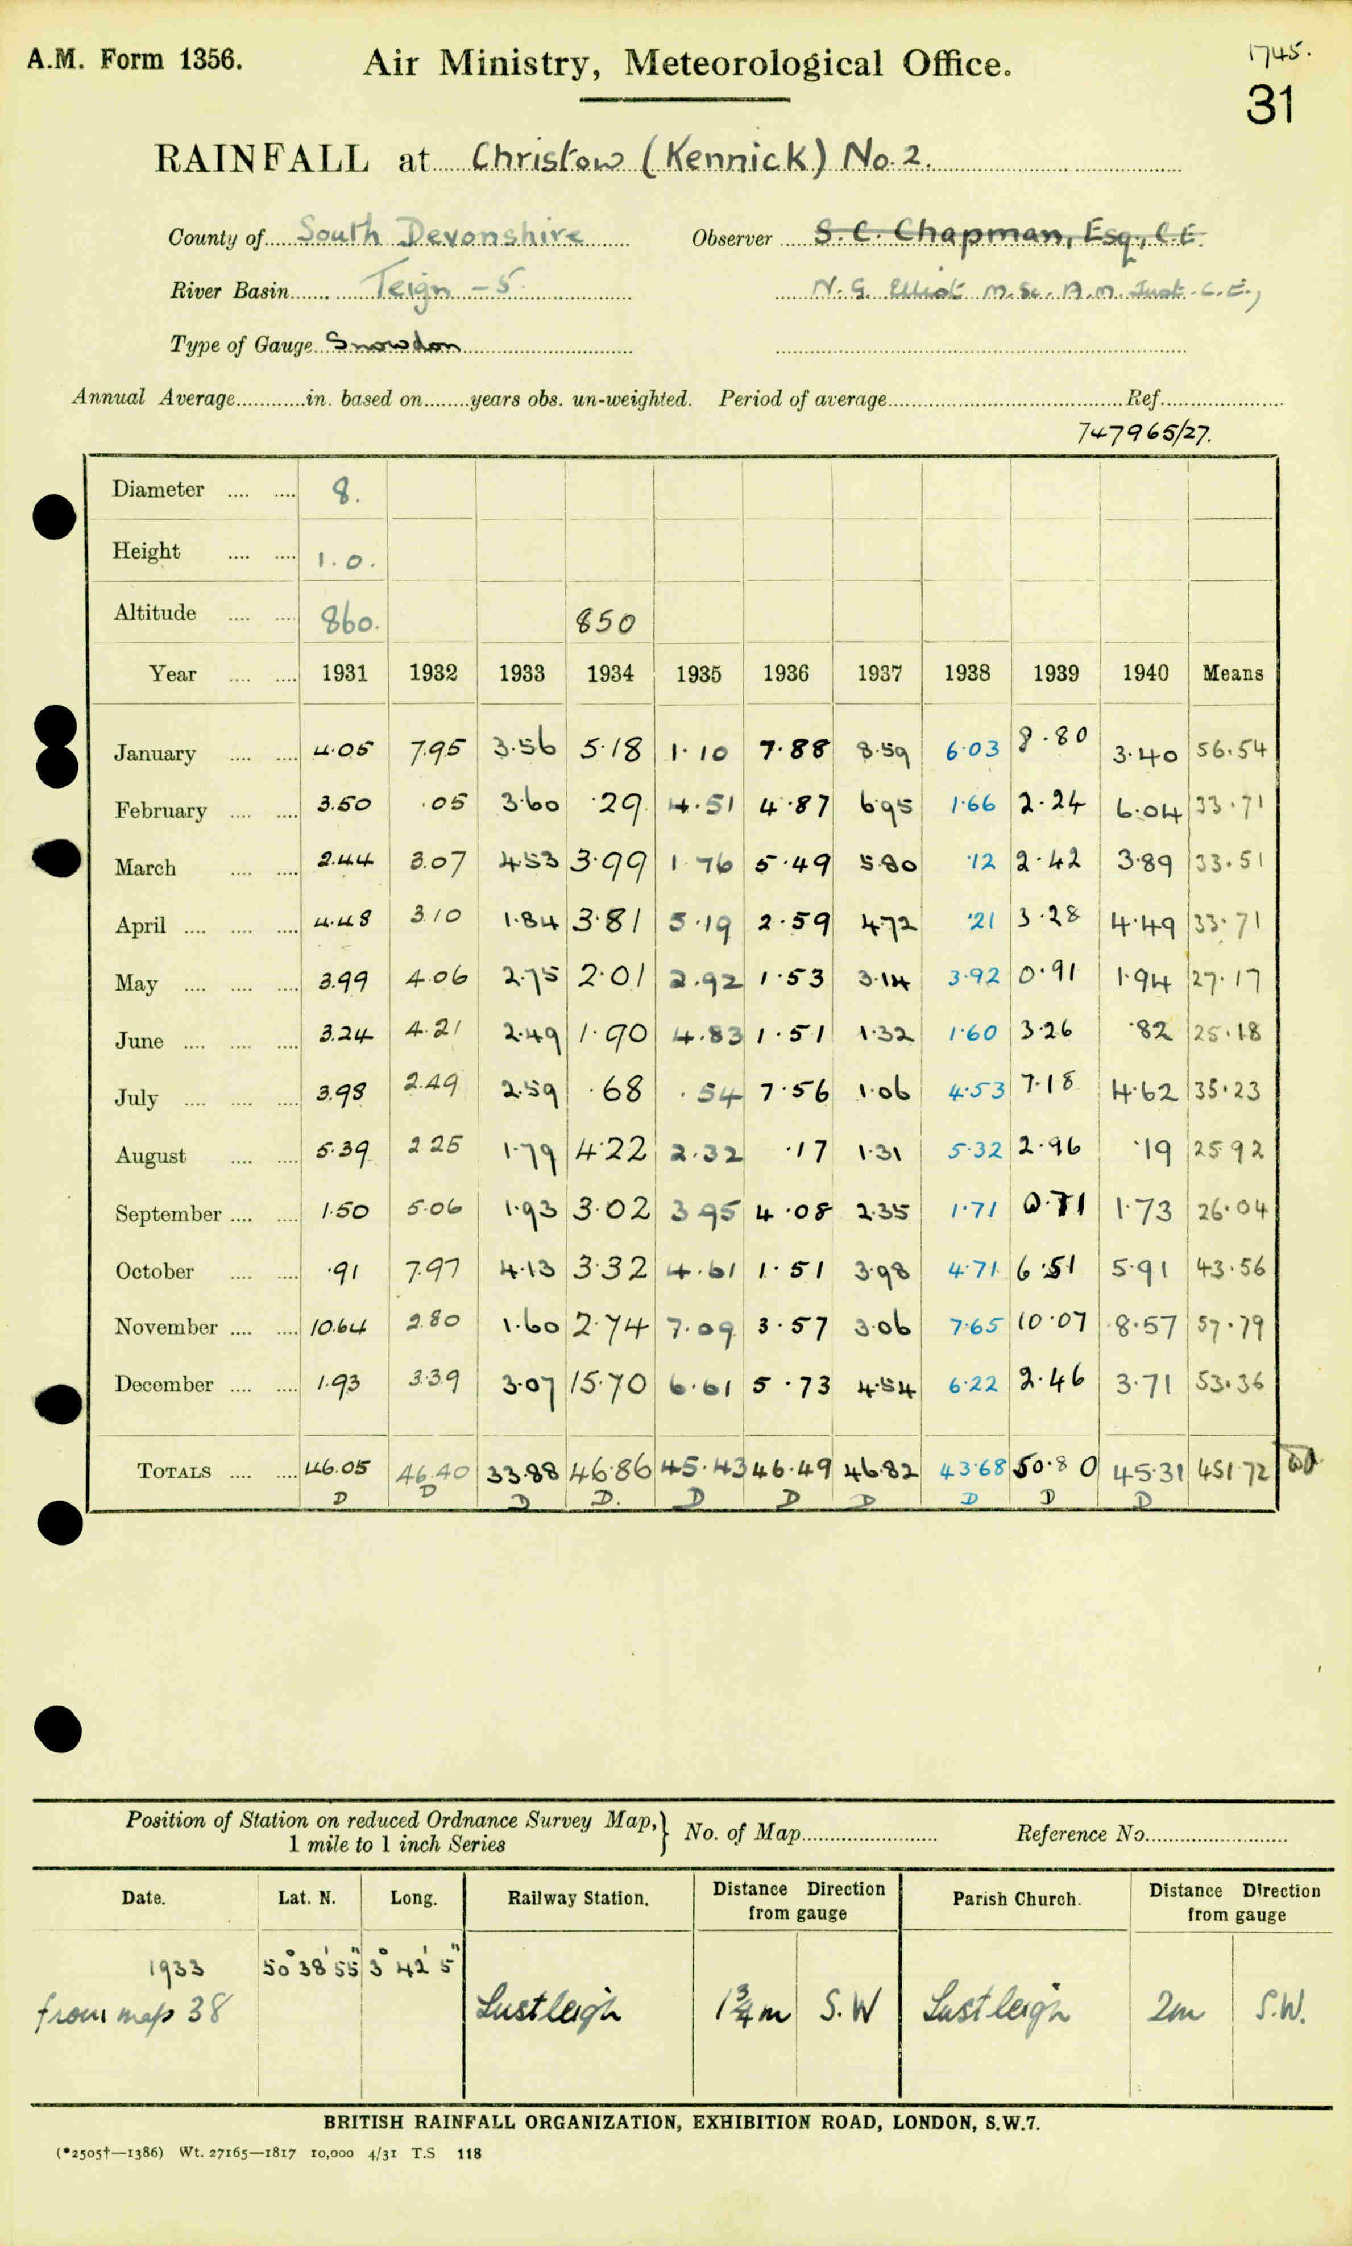 A.M. Form 1356.
Air Ministry, Meteorological Office.
1745.
31
RAINFALL at Christow (Kennick) No. 2.
County of South Devonshire Observer S. C. Chapman, Esq., C.E.
River Basin Teign - 5 N. G. Elliot M.Sc. A.M. Inst. C.E.,
Type of Gauge Snowdon
Annual Average in. based on years obs. un-weighted. Period of average Ref.
747965/27.
Diameter 8.
Height 1. 0.
Altitude 860. 850
Year 1931 1932 1933 1934 1935 1936 1937 1938 1939 1940 Means
January 4.05 7.95 3.56 5.18 1.10 7.88 8.59 6.03 8.80 3.40 56.54
February 3.50 .05 3.60 .29 4.51 4.87 6.95 1.66 2.24 6.04 33.71
March 2.44 3.07 4.53 3.99 1.76 5.49 5.80 .12 2.42 3.89 33.51
April 4.48 3.10 1.84 3.81 5.19 2.59 4.72 .21 3.28 4.49 33.71
May 3.99 4.06 2.75 2.01 2.92 1.53 3.14 3.92 0.91 1.94 27.17
June 3.24 4.21 2.49 1.90 4.83 1.51 1.32 1.60 3.26 .82 25.18
July 3.98 2.49 2.59 .68 .54 7.56 1.06 4.53 7.18 4.62 35.23
August 5.39 2.25 1.79 4.22 2.32 .17 1.31 5.32 2.96 .19 25.92
September 1.50 5.06 1.93 3.02 3.95 4.08 2.35 1.71 0.71 1.73 26.04
October .91 7.97 4.13 3.32 4.61 1.51 3.98 4.71 6.51 5.91 43.56
November 10.64 2.80 1.60 2.74 7.09 3.57 3.06 7.65 10.07 8.57 57.79
December 1.93 3.39 3.07 15.70 6.61 5.73 4.54 6.22 2.46 3.71 53.36
TOTALS 46.05 46.40 33.88 46.86 45.43 46.49 46.82 43.68 50.80 45.31 451.72
D D D D. D D D D D D
Position of Station on reduced Ordnance Survey Map, } No. of Map Reference No.
1 mile to 1 inch Series
Date. Lat. N. Long. Railway Station. Distance Direction from gauge Parish Church. Distance Direction from gauge
1933 50° 38' 55" 3° 42' 5"
from map 38 Lustleigh 1¾m S.W Lustleigh 2m S.W.
BRITISH RAINFALL ORGANIZATION, EXHIBITION ROAD, LONDON, S.W.7.
(*2505†—1386) Wt. 27165—1817 10,000 4/31 T.S 118